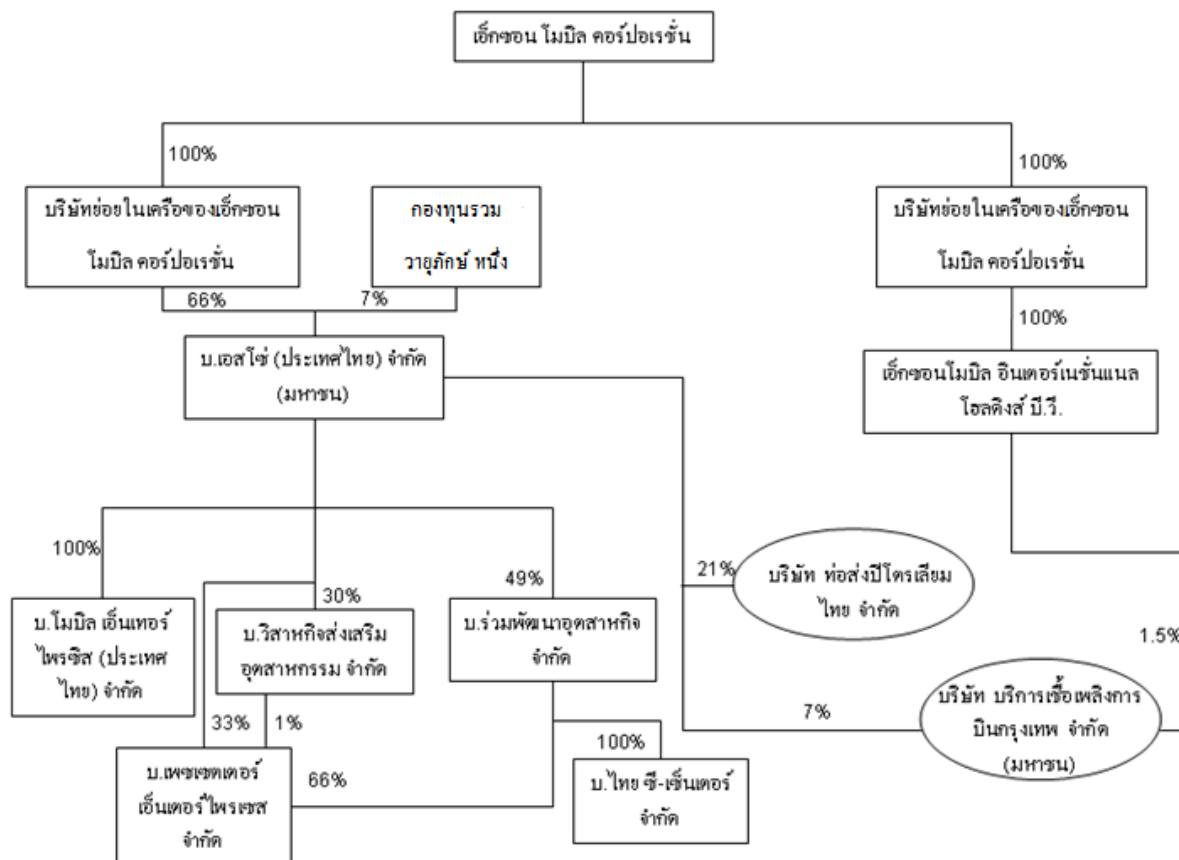 เอ็กซอน โมบิล คอร์ปอเรชั่น
100%
100%
บริษัทย่อยในเครือของเอ็กซอน
โมบิล คอร์ปอเรชั่น
กองทุนรวม
วายุภักษ์ หนึ่ง
บริษัทย่อยในเครือของเอ็กซอน
โมบิล คอร์ปอเรชั่น
66%
7%
100%
บ.เอสโซ่ (ประเทศไทย) จำกัด
(มหาชน)
เอ็กซอนโมบิล อินเตอร์เนชั่นแนล
โฮลดิงส์ บี.วี.
100%
30%
49%
21%
บริษัท ท่อส่งปิโตรเลียม
ไทย จำกัด
บ.โมบิล เอ็นเทอร์
ไพรซิส (ประเทศ
ไทย) จำกัด
บ.วิสาหกิจส่งเสริม
อุตสาหกรรม จำกัด
บ.ร่วมพัฒนาอุตสาหกิจ
จำกัด
1.5%
33%
1%
7%
บริษัท บริการเชื้อเพลิงการ
บินกรุงเทพ จำกัด
(มหาชน)
100%
66%
บ.เพซเซตเตอร์
เอ็นเตอร์ไพรเซส
จำกัด
บ.ไทย ซี-เซ็นเตอร์
จำกัด